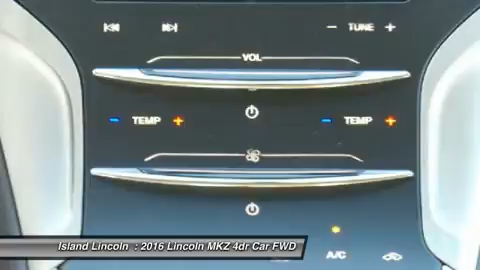 − TUNE +
VOL
− TEMP + − TEMP +
Island Lincoln : 2016 Lincoln MKZ 4dr Car FWD
A/C